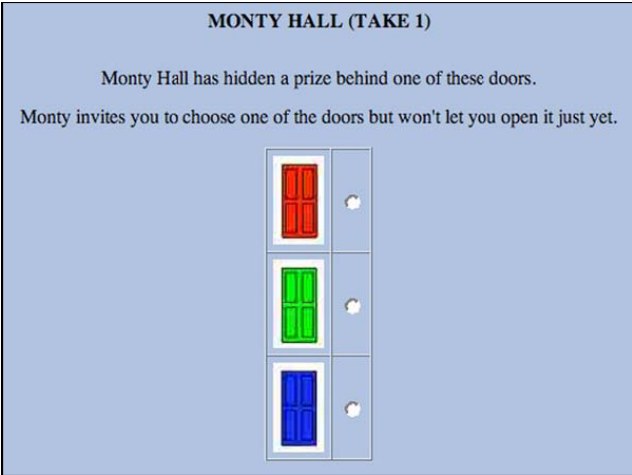 MONTY HALL (TAKE 1)
Monty Hall has hidden a prize behind one of these doors.
Monty invites you to choose one of the doors but won't let you open it just yet.